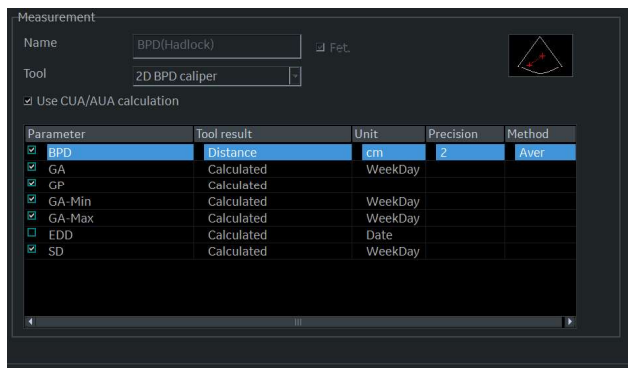 Measurement
Name BPD(Hadlock) Fet.
Tool 2D BPD caliper
Use CUA/AUA calculation
Parameter Tool result Unit Precision Method
BPD Distance cm 2 Aver
GA Calculated WeekDay
GP Calculated
GA-Min Calculated WeekDay
GA-Max Calculated WeekDay
EDD Calculated Date
SD Calculated WeekDay